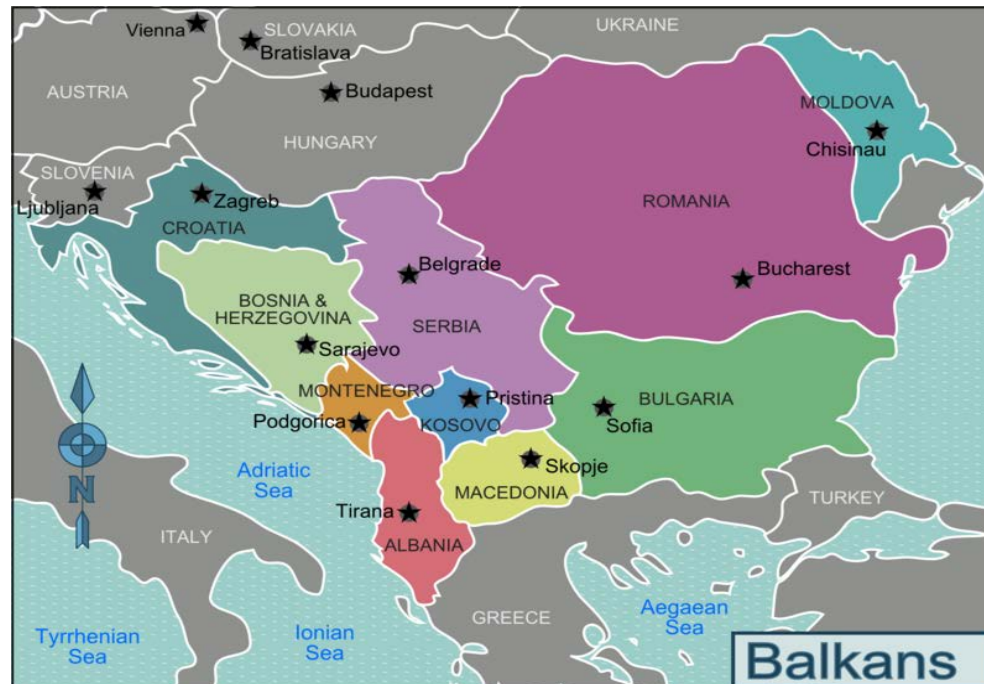 UKRAINE
Vienna
SLOVAKIA
Bratislava
AUSTRIA
Budapest
MOLDOVA
HUNGARY
Chisinau
SLOVENIA
Ljubljana
Zagreb
ROMANIA
CROATIA
Belgrade
Bucharest
BOSNIA &
HERZEGOVINA
SERBIA
Sarajevo
MONTENEGRO
Pristina
BULGARIA
Podgorica
KOSOVO
Sofia
Adriatic
Sea
Skopje
MACEDONIA
N
TURKEY
Tirana
ITALY
ALBANIA
Aegaean
Sea
GREECE
Tyrrhenian
Sea
Ionian
Sea
Balkans